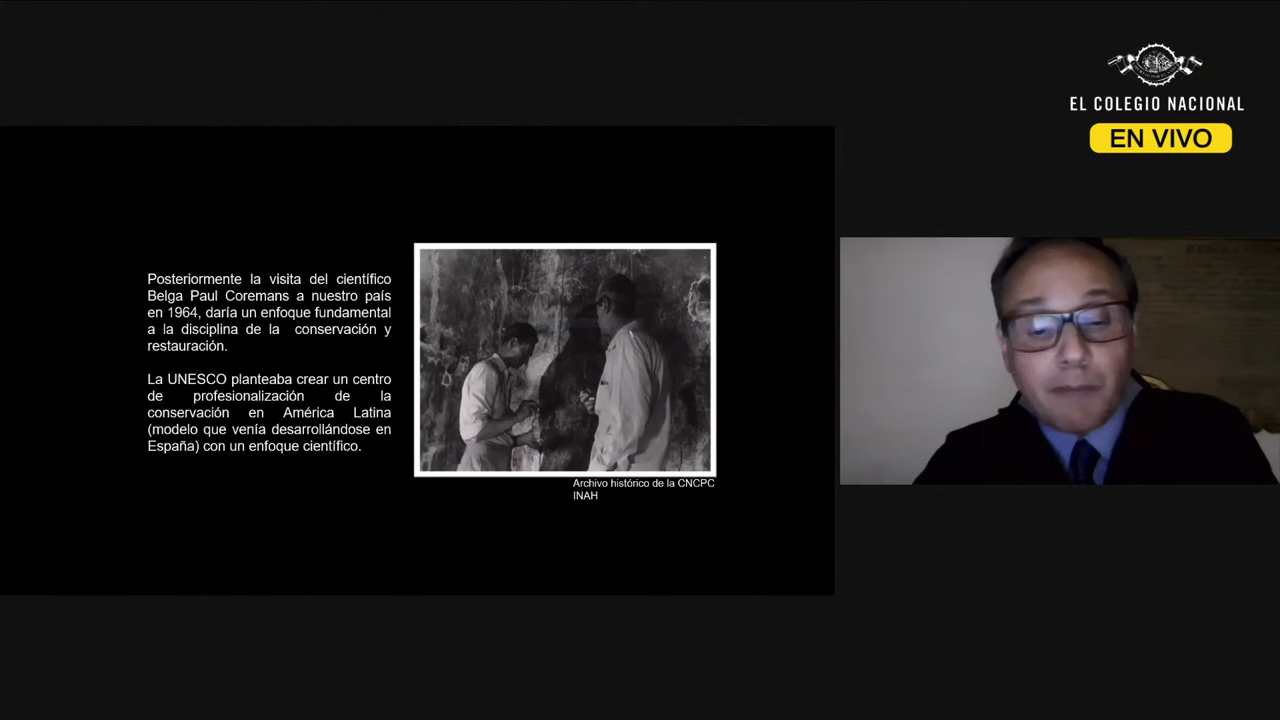 EL COLEGIO NACIONAL
EN VIVO
Posteriormente la visita del científico
Belga Paul Coremans a nuestro país
en 1964, daría un enfoque fundamental
a la disciplina de la conservación y
restauración.
La UNESCO planteaba crear un centro
de profesionalización de la
conservación en América Latina
(modelo que venía desarrollándose en
España) con un enfoque científico.
Archivo histórico de la CNCPC
INAH